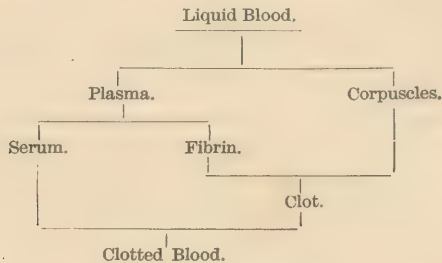 Liquid Blood.
Plasma. Corpuscles.
Serum. Fibrin.
Clot.
Clotted Blood.